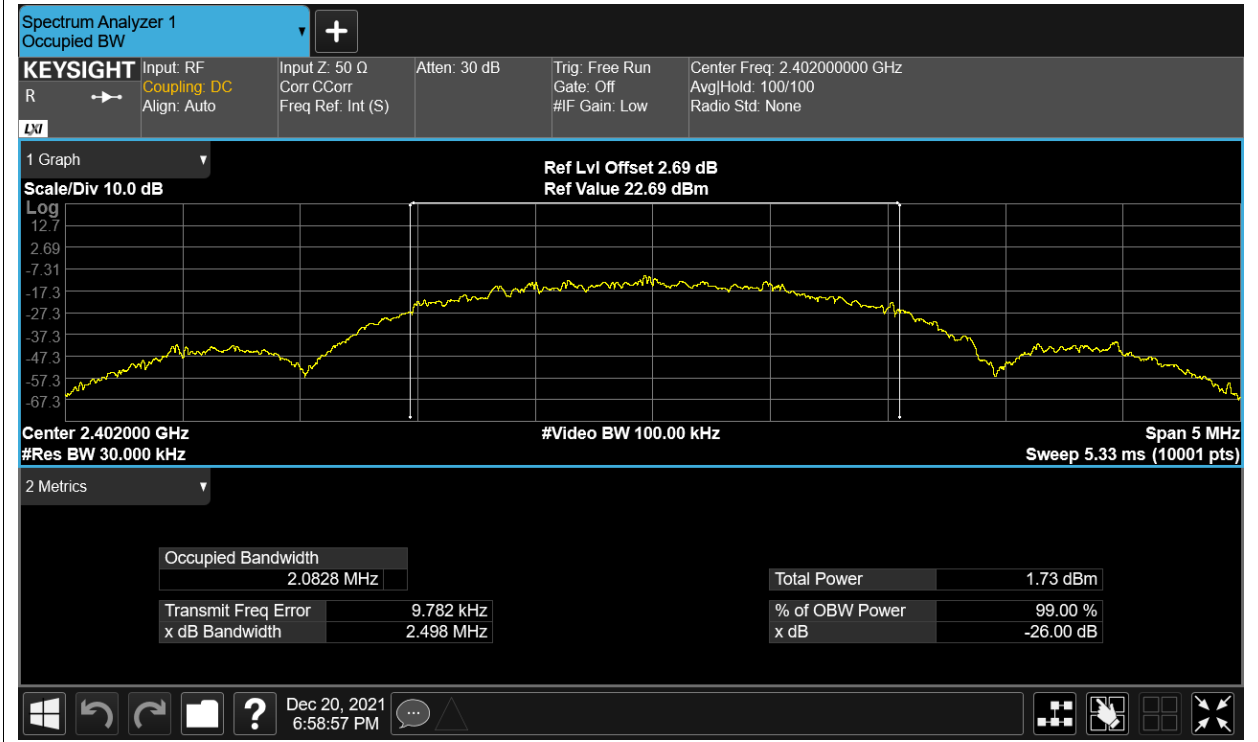 Spectrum Analyzer 1
Occupied BW
KEYSIGHT Input: RF Input Z: 50 Ω Atten: 30 dB Trig: Free Run Center Freq: 2.402000000 GHz
R Coupling: DC Corr CCorr Gate: Off Avg|Hold: 100/100
Align: Auto Freq Ref: Int (S) #IF Gain: Low Radio Std: None
LXI
1 Graph
Ref Lvl Offset 2.69 dB
Scale/Div 10.0 dB Ref Value 22.69 dBm
Log
12.7
2.69
-7.31
-17.3
-27.3
-37.3
-47.3
-57.3
-67.3
Center 2.402000 GHz #Video BW 100.00 kHz Span 5 MHz
#Res BW 30.000 kHz Sweep 5.33 ms (10001 pts)
2 Metrics
Occupied Bandwidth
2.0828 MHz Total Power 1.73 dBm
Transmit Freq Error 9.782 kHz % of OBW Power 99.00 %
x dB Bandwidth 2.498 MHz x dB -26.00 dB
? Dec 20, 2021
6:58:57 PM